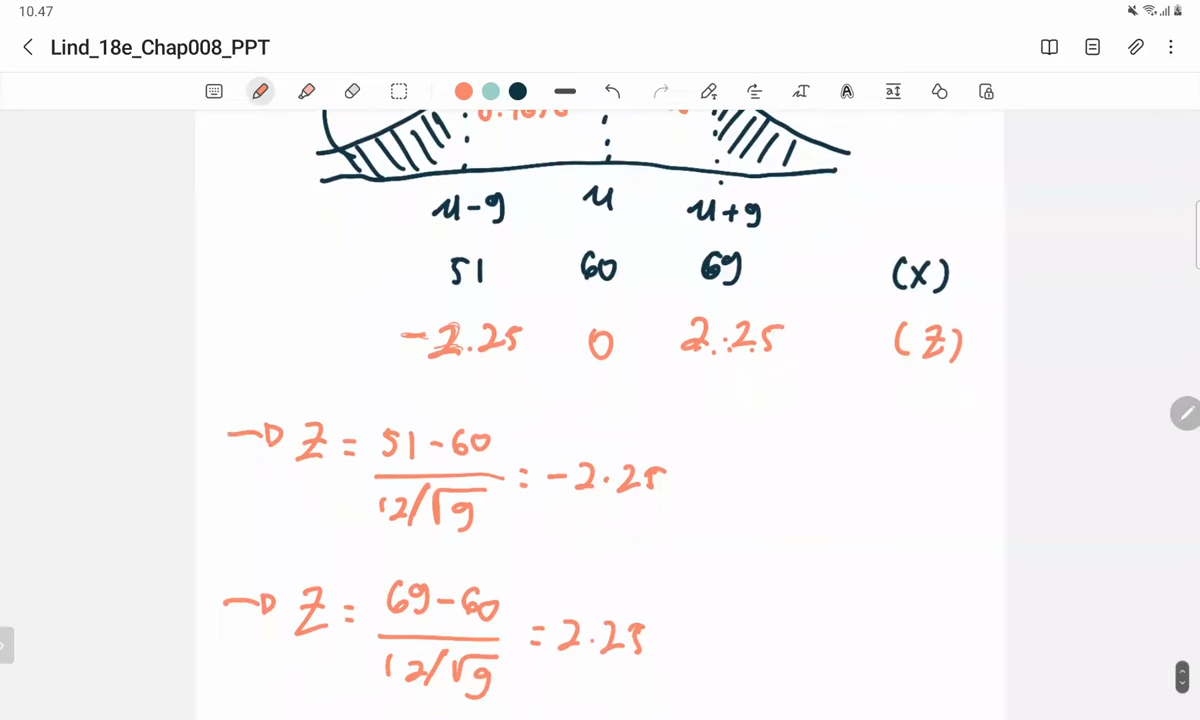 10.47
Lind_18e_Chap008_PPT
μ-9 μ μ+9
51 60 69 (X)
-2.25 0 2.25 (Z)
→ Z = 51-60 / 12/√9 = -2.25
→ Z = 69-60 / 12/√9 = 2.25